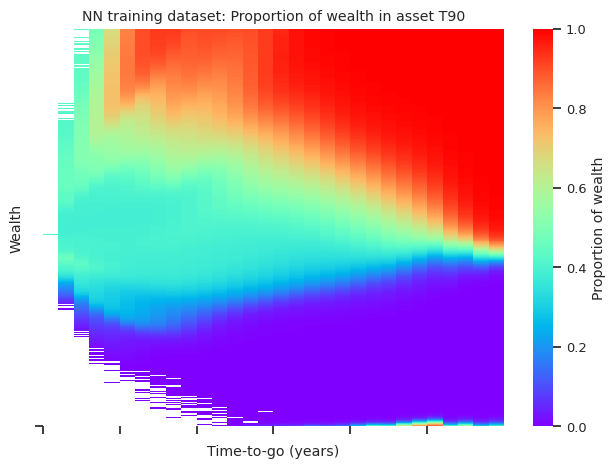 NN training dataset: Proportion of wealth in asset T90
Wealth
Time-to-go (years)
1.0
0.8
0.6
0.4
0.2
0.0
Proportion of wealth